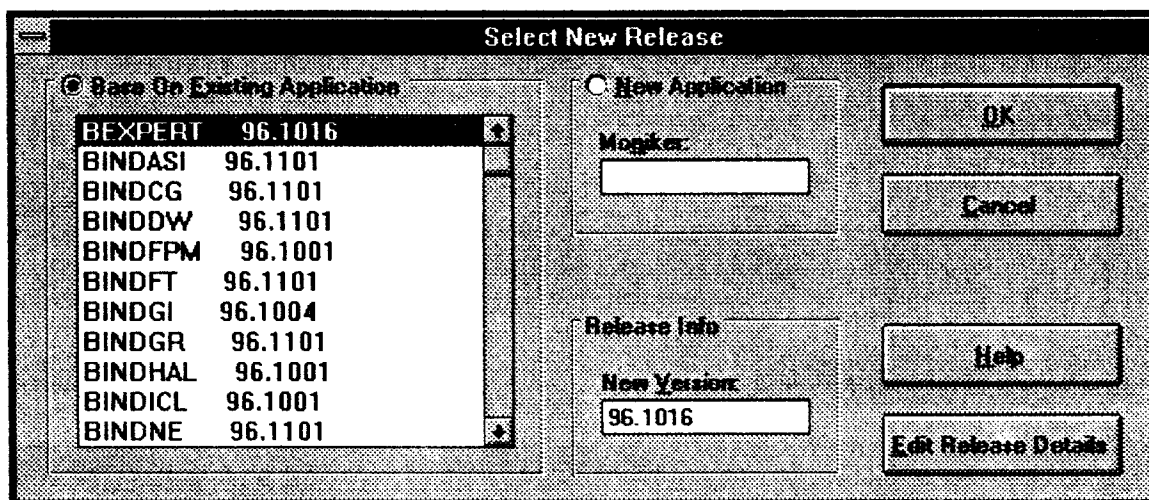 Select New Release
Base On Existing Application
BEXPERT 96.1016
BINDASI 96.1101
BINDCG 96.1101
BINDDW 96.1101
BINDFPM 96.1001
BINDFT 96.1101
BINDGI 96.1004
BINDGR 96.1101
BINDHAL 96.1001
BINDICL 96.1001
BINDNE 96.1101
New Application
Moniker:
Release Info
New Version:
96.1016
OK
Cancel
Help
Edit Release Details